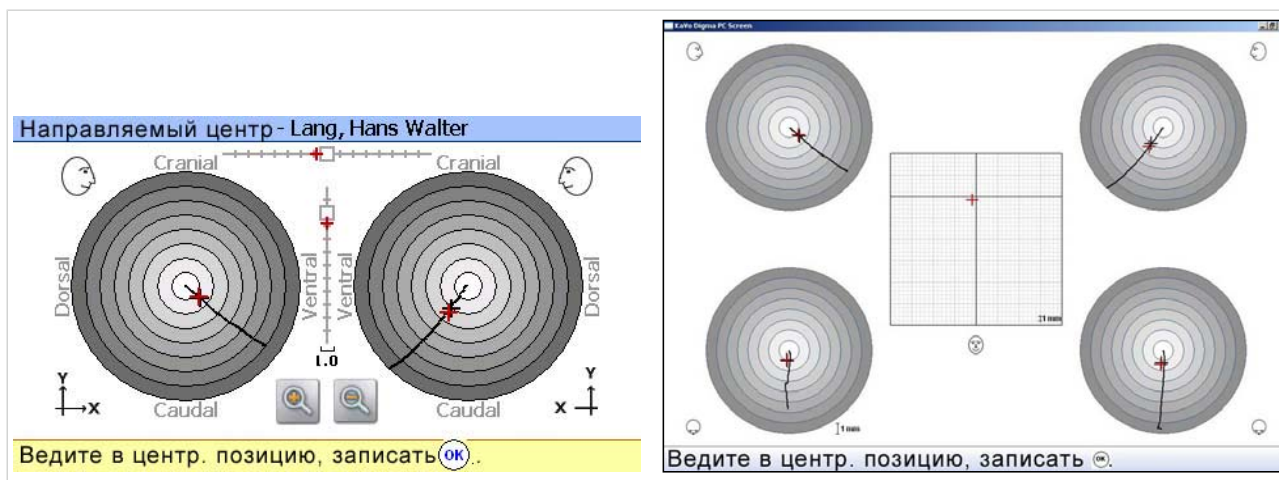 Направляемый центр - Lang, Hans Walter
Cranial
Cranial
Dorsal
Ventral
Ventral
Dorsal
1.0
Y
X
Caudal
Caudal
Y
X
Ведите в центр. позицию, записать OK ..
KaVo Digma PC Screen
1 mm
1 mm
Ведите в центр. позицию, записать OK.